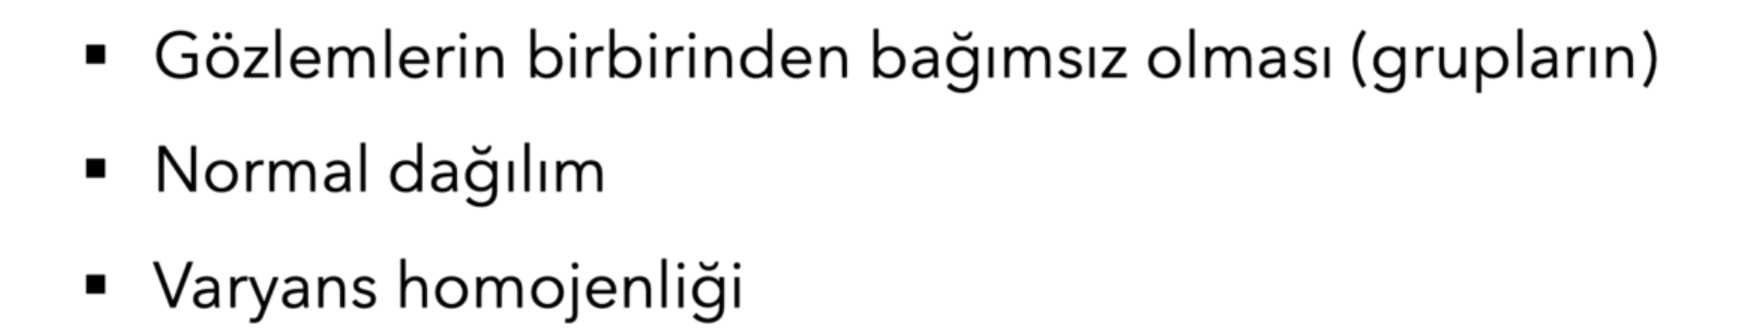 ▪ Gözlemlerin birbirinden bağımsız olması (grupların)
▪ Normal dağılım
▪ Varyans homojenliği